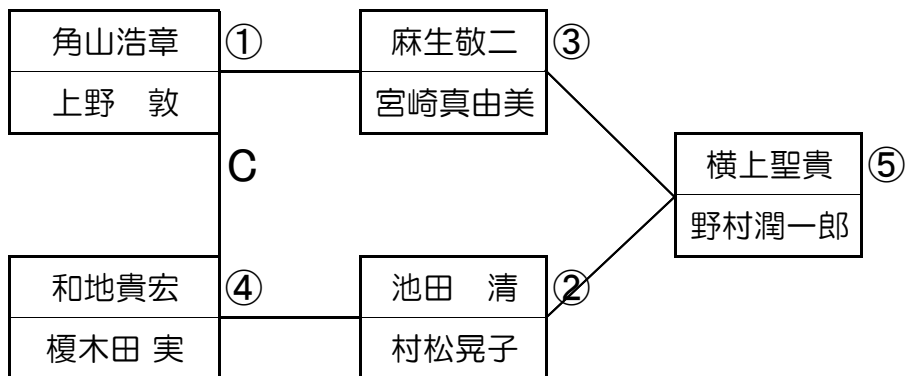 角山浩章 ① 麻生敬二 ③
上野　敦 宮崎真由美
C 横上聖貴 ⑤
野村潤一郎
和地貴宏 ④ 池田　清 ②
榎木田 実 村松晃子